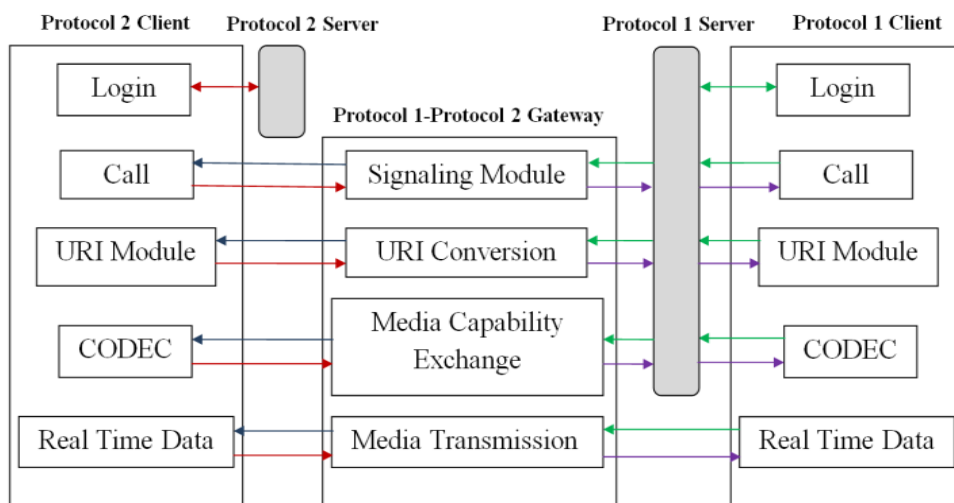 Protocol 2 Client
Protocol 2 Server
Protocol 1 Server
Protocol 1 Client
Login
Login
Protocol 1-Protocol 2 Gateway
Call
Signaling Module
Call
URI Module
URI Conversion
URI Module
CODEC
Media Capability
Exchange
CODEC
Real Time Data
Media Transmission
Real Time Data